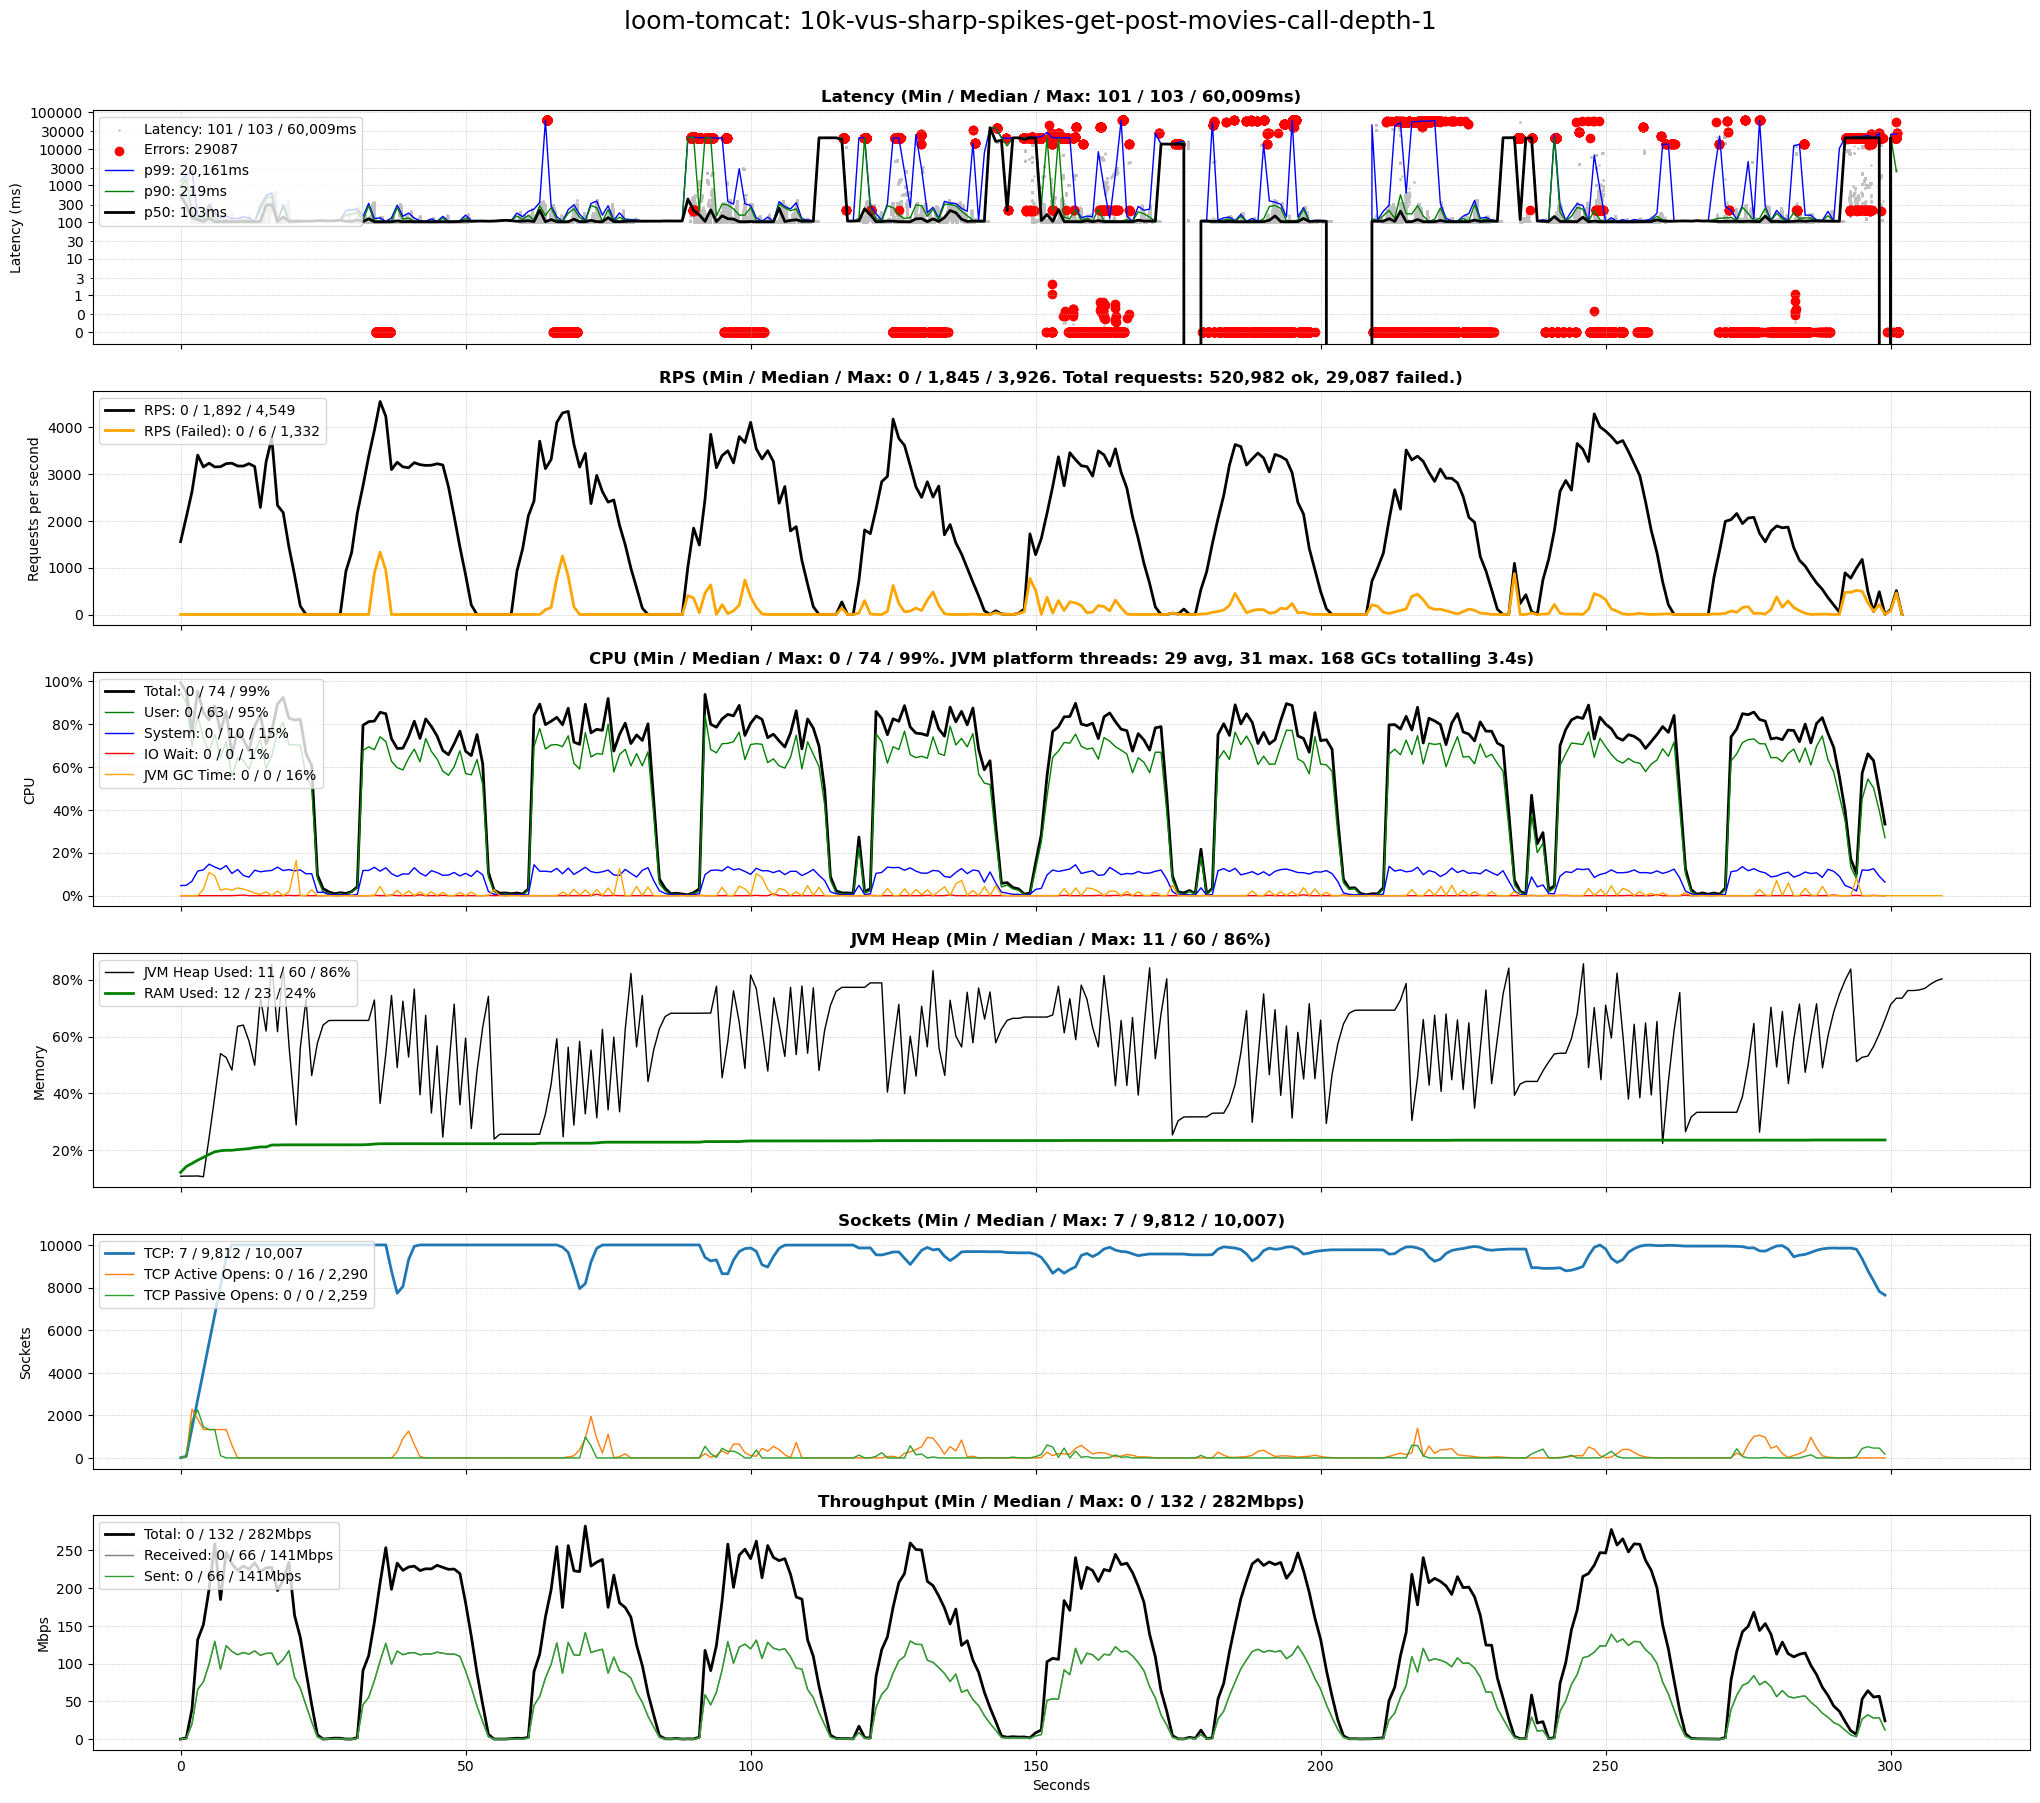 loom-tomcat: 10k-vus-sharp-spikes-get-post-movies-call-depth-1
Latency (Min / Median / Max: 101 / 103 / 60,009ms)
Latency (ms)
100000
30000
10000
3000
1000
300
100
30
10
3
1
0
0
Latency: 101 / 103 / 60,009ms
Errors: 29087
p99: 20,161ms
p90: 219ms
p50: 103ms
RPS (Min / Median / Max: 0 / 1,845 / 3,926. Total requests: 520,982 ok, 29,087 failed.)
Requests per second
4000
3000
2000
1000
0
RPS: 0 / 1,892 / 4,549
RPS (Failed): 0 / 6 / 1,332
CPU (Min / Median / Max: 0 / 74 / 99%. JVM platform threads: 29 avg, 31 max. 168 GCs totalling 3.4s)
CPU
100%
80%
60%
40%
20%
0%
Total: 0 / 74 / 99%
User: 0 / 63 / 95%
System: 0 / 10 / 15%
IO Wait: 0 / 0 / 1%
JVM GC Time: 0 / 0 / 16%
JVM Heap (Min / Median / Max: 11 / 60 / 86%)
Memory
80%
60%
40%
20%
JVM Heap Used: 11 / 60 / 86%
RAM Used: 12 / 23 / 24%
Sockets (Min / Median / Max: 7 / 9,812 / 10,007)
Sockets
10000
8000
6000
4000
2000
0
TCP: 7 / 9,812 / 10,007
TCP Active Opens: 0 / 16 / 2,290
TCP Passive Opens: 0 / 0 / 2,259
Throughput (Min / Median / Max: 0 / 132 / 282Mbps)
Mbps
250
200
150
100
50
0
Total: 0 / 132 / 282Mbps
Received: 0 / 66 / 141Mbps
Sent: 0 / 66 / 141Mbps
0 50 100 150 200 250 300
Seconds